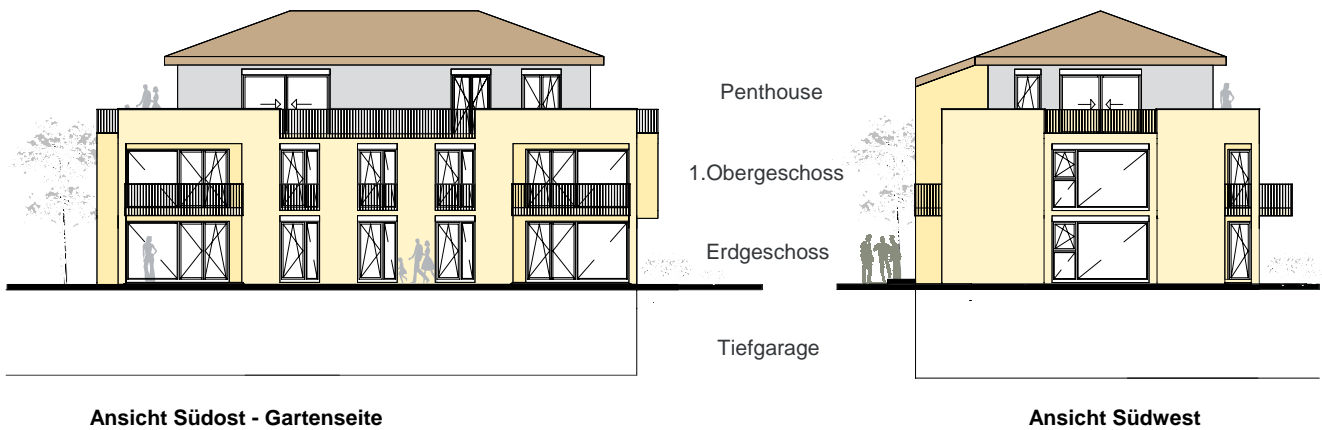 Penthouse
1.Obergeschoss
Erdgeschoss
Tiefgarage
Ansicht Südost - Gartenseite
Ansicht Südwest